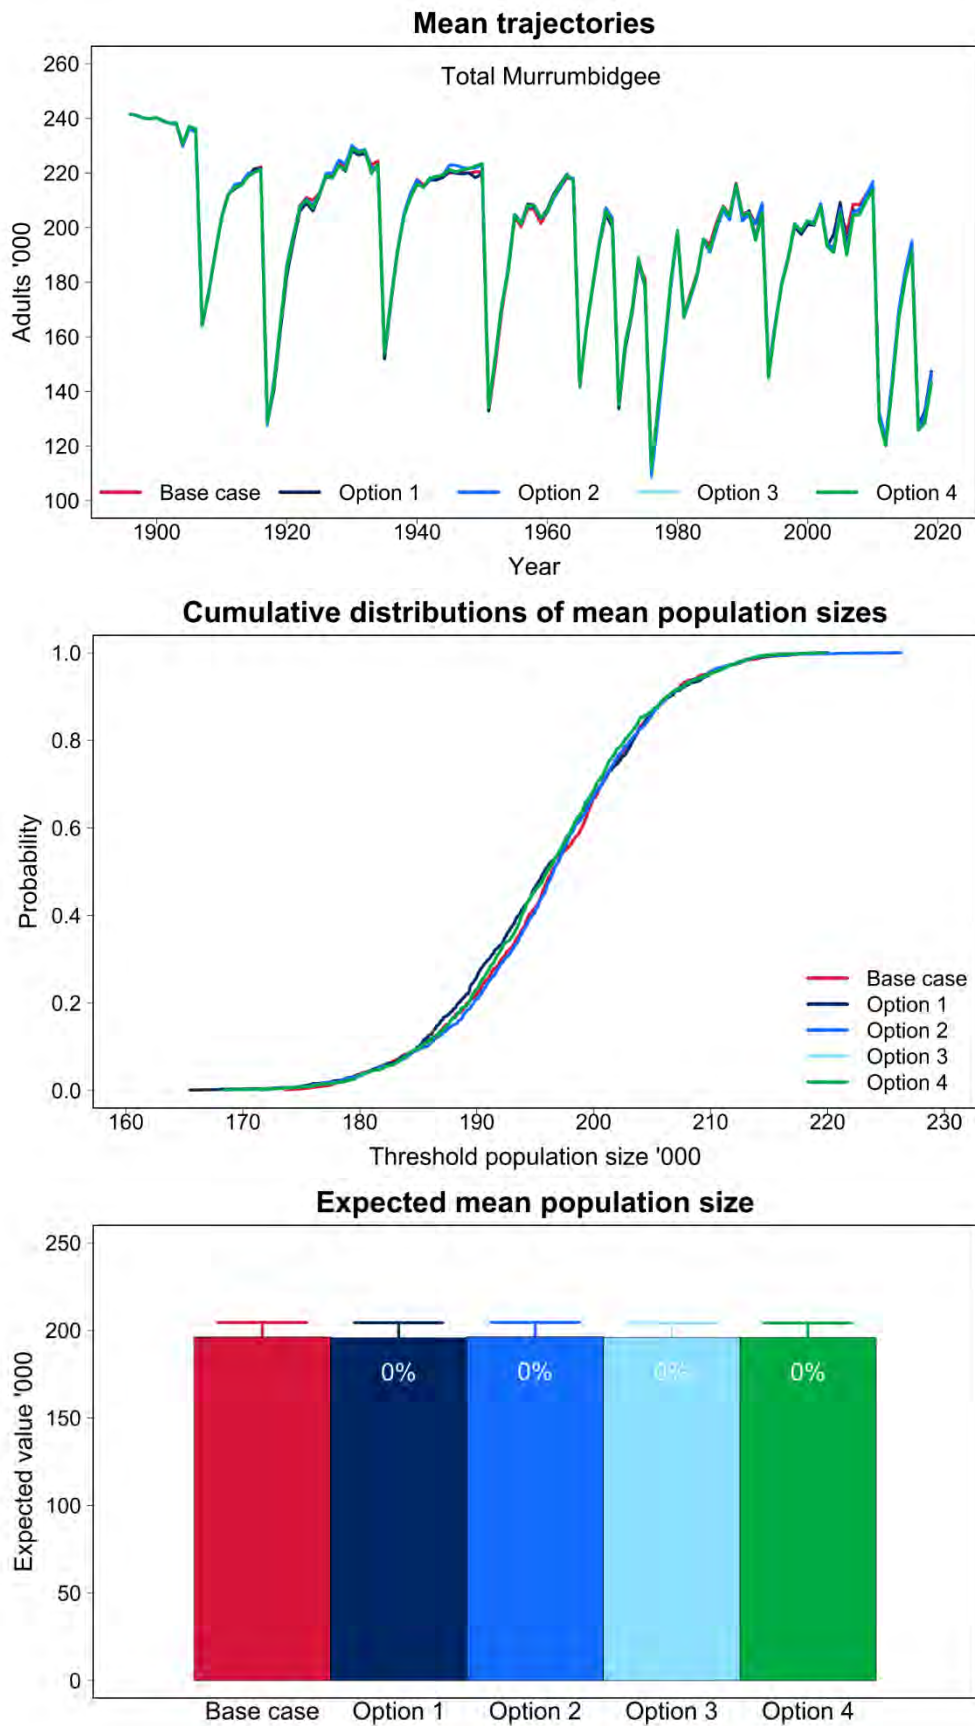 Mean trajectories
Total Murrumbidgee
260
240
220
200
180
160
140
120
100
Adults '000
Base case Option 1 Option 2 Option 3 Option 4
1900 1920 1940 1960 1980 2000 2020
Year
Cumulative distributions of mean population sizes
1.0
0.8
0.6
0.4
0.2
0.0
Probability
Base case
Option 1
Option 2
Option 3
Option 4
160 170 180 190 200 210 220 230
Threshold population size '000
Expected mean population size
250
200
150
100
50
0
Expected value '000
0% 0% 0% 0%
Base case Option 1 Option 2 Option 3 Option 4